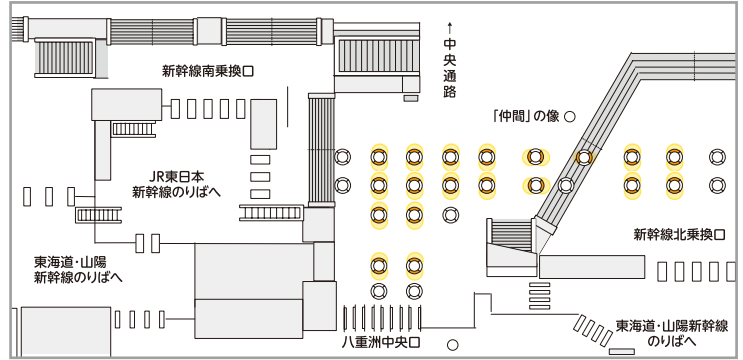 ↑中央通路
新幹線南乗換口
「仲間」の像
JR東日本
新幹線のりばへ
新幹線北乗換口
東海道・山陽
新幹線のりばへ
東海道・山陽新幹線
のりばへ
八重洲中央口